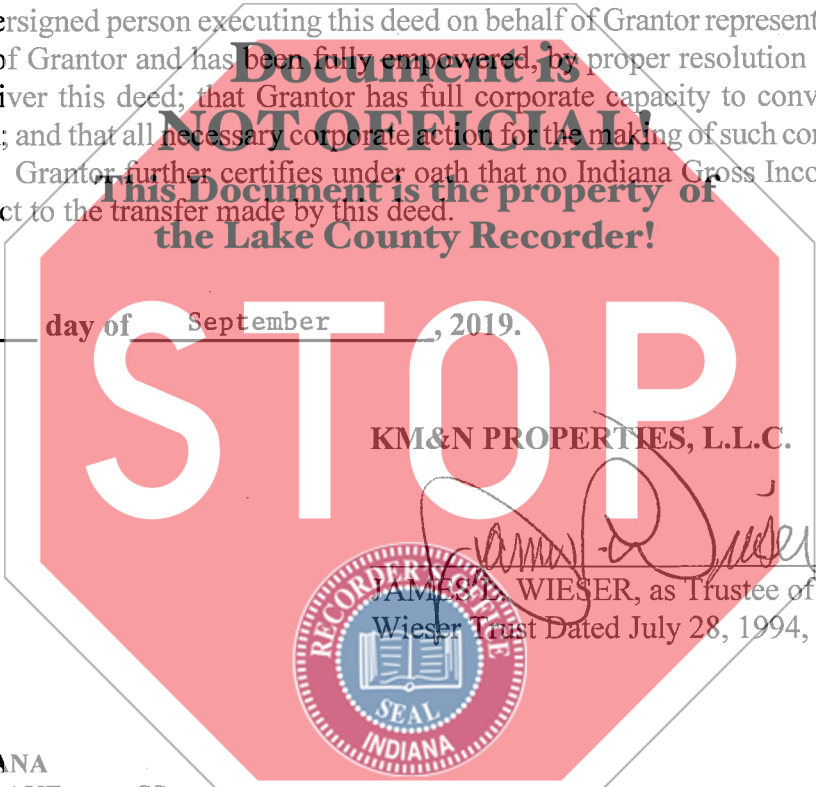 ersigned person executing this deed on behalf of Grantor represent
of Grantor and has been fully empowered, by proper resolution
Document is
iver this deed; that Grantor has full corporate capacity to conv
NOT OFFICIAL!
; and that all necessary corporate action for the making of such con
Grantor further certifies under oath that no Indiana Gross Inco
This Document is the property of
ct to the transfer made by this deed.
the Lake County Recorder!
day of September , 2019.
STOP
KM&N PROPERTIES, L.L.C.
James L. Wieser
JAMES L. WIESER, as Trustee of
Wieser Trust Dated July 28, 1994,
RECORDER'S OFFICE
SEAL
INDIANA
ANA